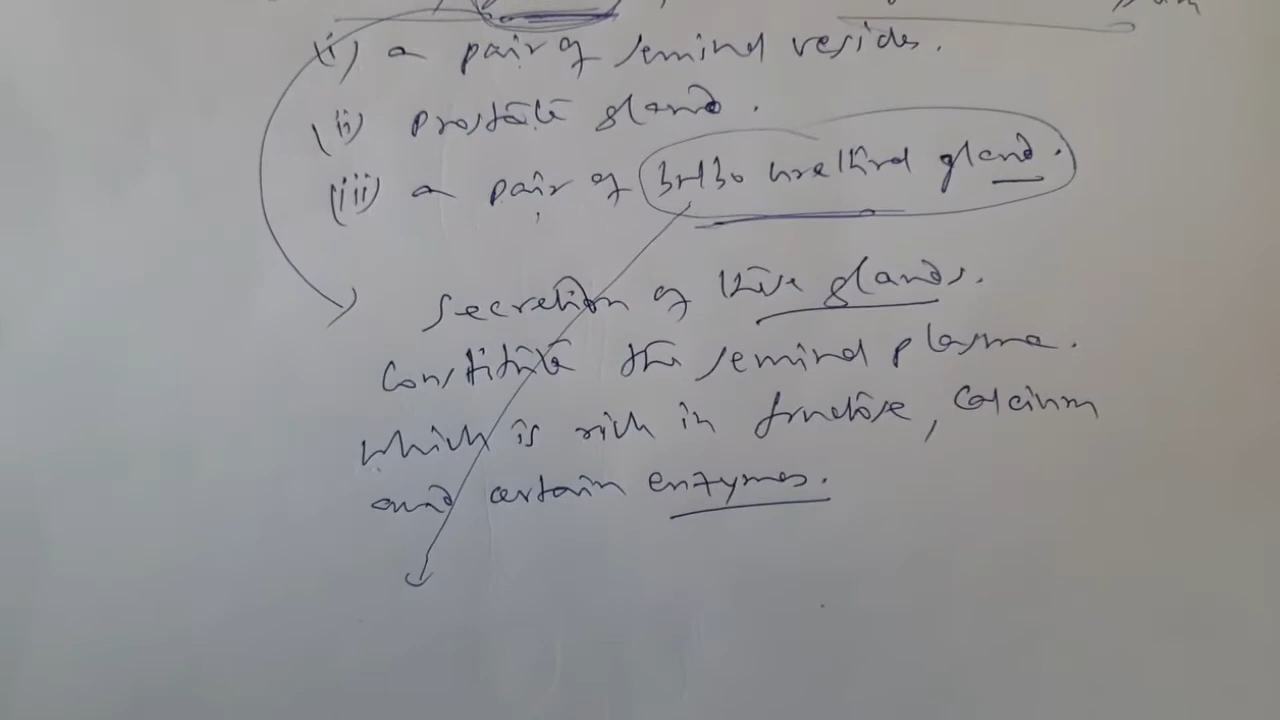 (i) a pair of seminal vesicles.
(ii) Prostate gland.
(iii) a pair of Bulbo urethral gland.
Secretion of these glands.
Constitute the seminal plasma.
which is rich in fructose, calcium
and certain enzymes.